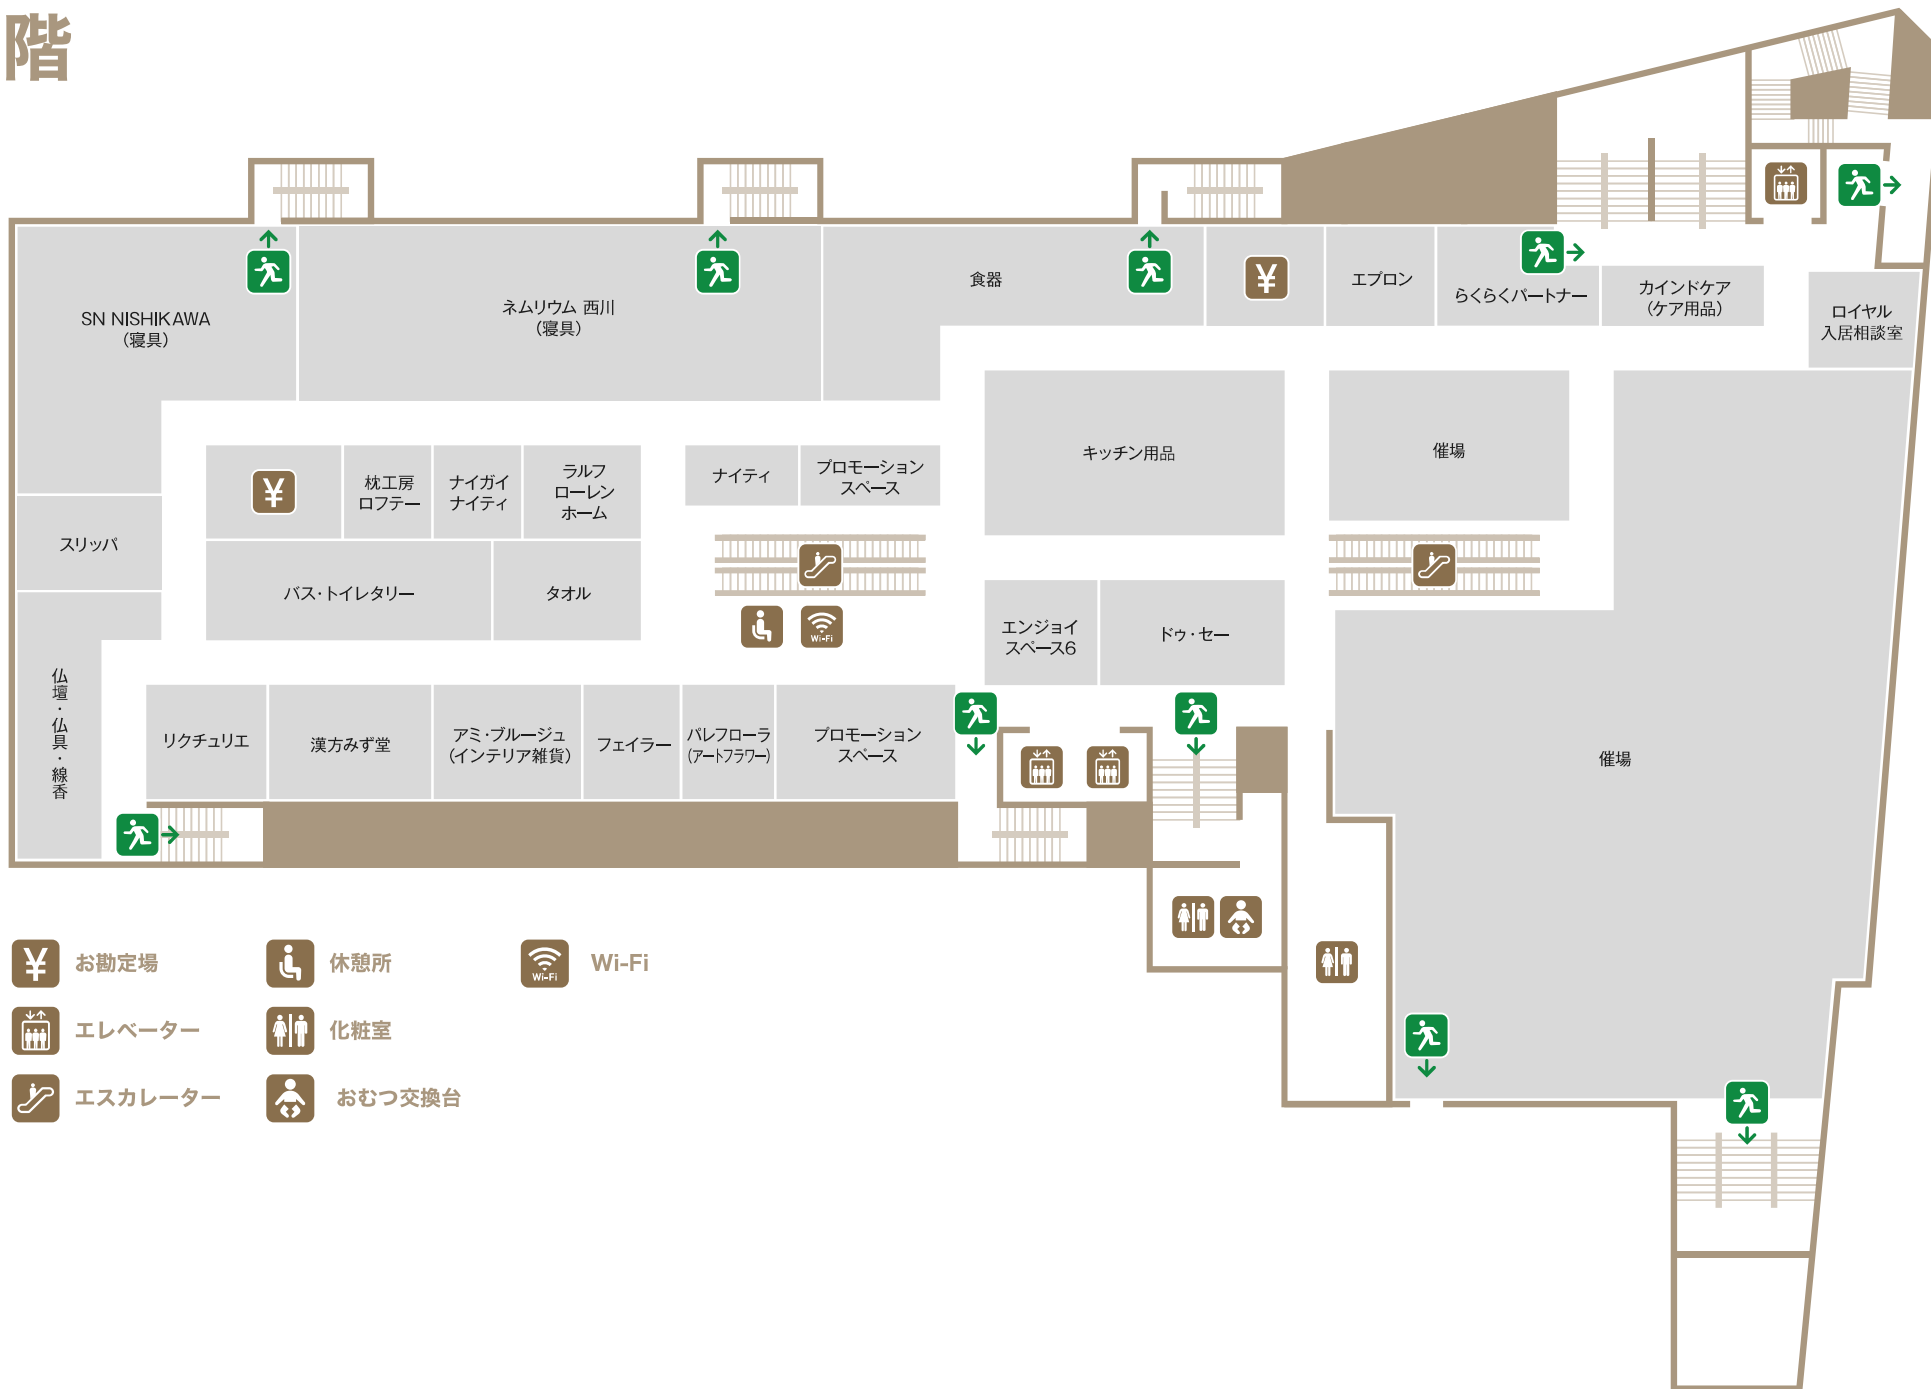 階
SN NISHIKAWA
（寝具）
ネムリウム 西川
（寝具）
食器
¥
エプロン
らくらくパートナー
カインドケア
（ケア用品）
ロイヤル
入居相談室
¥
枕工房
ロフテー
ナイガイ
ナイティ
ラルフ
ローレン
ホーム
ナイティ
プロモーション
スペース
キッチン用品
催場
スリッパ
バス・トイレタリー
タオル
Wi-Fi
エンジョイ
スペース6
ドゥ・セー
仏壇・仏具・線香
リクチュリエ
漢方みず堂
アミ・ブルージュ
（インテリア雑貨）
フェイラー
パレフローラ
（アートフラワー）
プロモーション
スペース
催場
¥ お勘定場
休憩所
Wi-Fi Wi-Fi
エレベーター
化粧室
エスカレーター
おむつ交換台